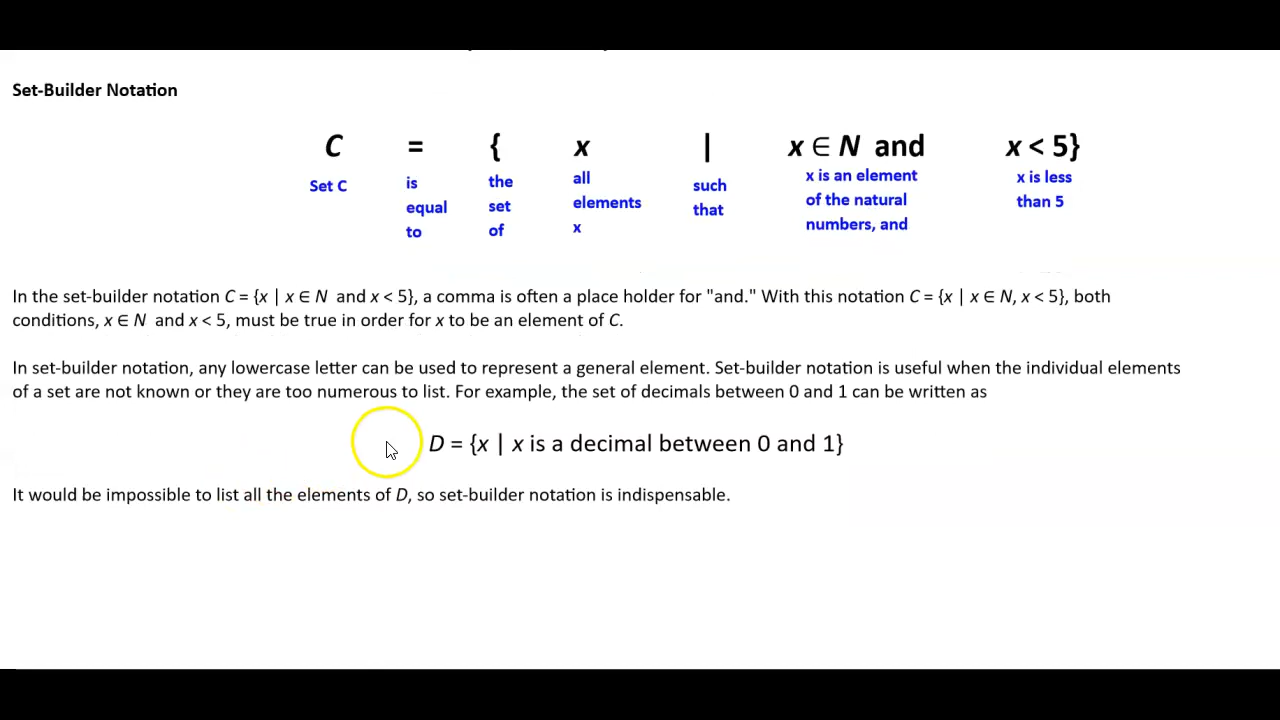 Set-Builder Notation
C = { x | x ∈ N and x < 5}
Set C is equal to the set of all elements x such that x is an element of the natural numbers, and x is less than 5
In the set-builder notation C = {x | x ∈ N and x < 5}, a comma is often a place holder for "and." With this notation C = {x | x ∈ N, x < 5}, both
conditions, x ∈ N and x < 5, must be true in order for x to be an element of C.
In set-builder notation, any lowercase letter can be used to represent a general element. Set-builder notation is useful when the individual elements
of a set are not known or they are too numerous to list. For example, the set of decimals between 0 and 1 can be written as
D = {x | x is a decimal between 0 and 1}
It would be impossible to list all the elements of D, so set-builder notation is indispensable.